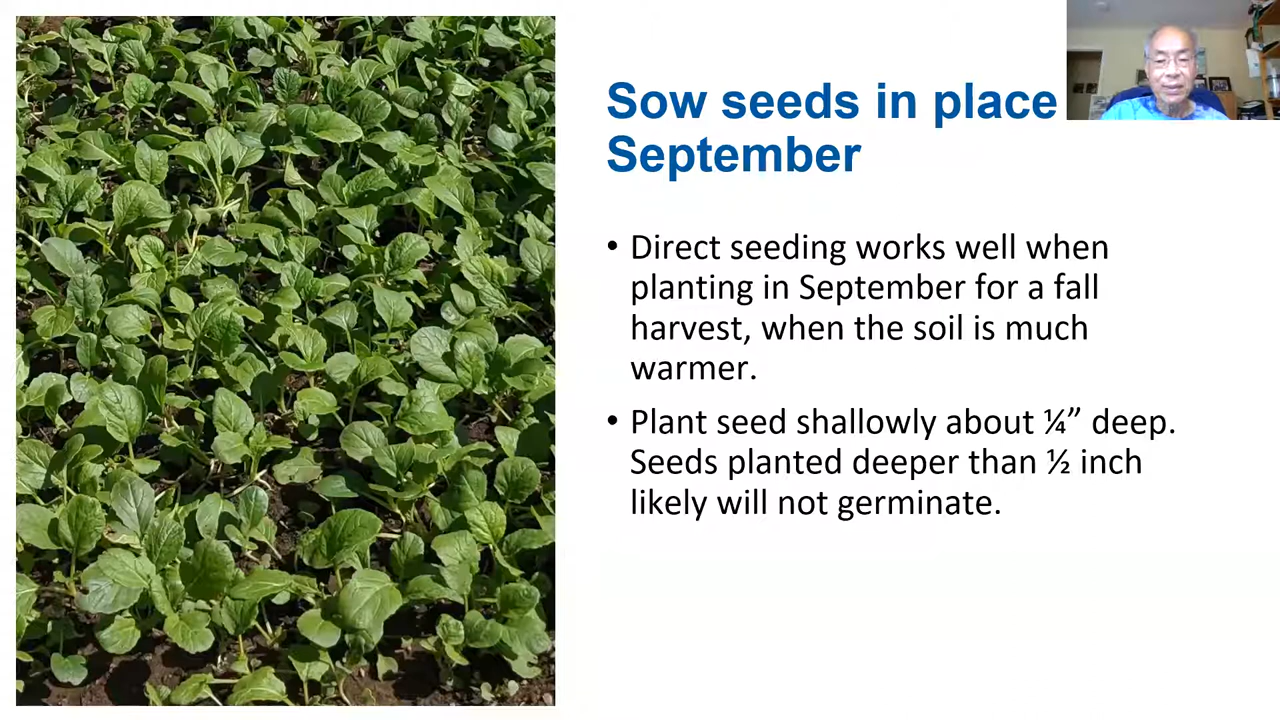 Sow seeds in place
September
• Direct seeding works well when
planting in September for a fall
harvest, when the soil is much
warmer.
• Plant seed shallowly about ¼” deep.
Seeds planted deeper than ½ inch
likely will not germinate.